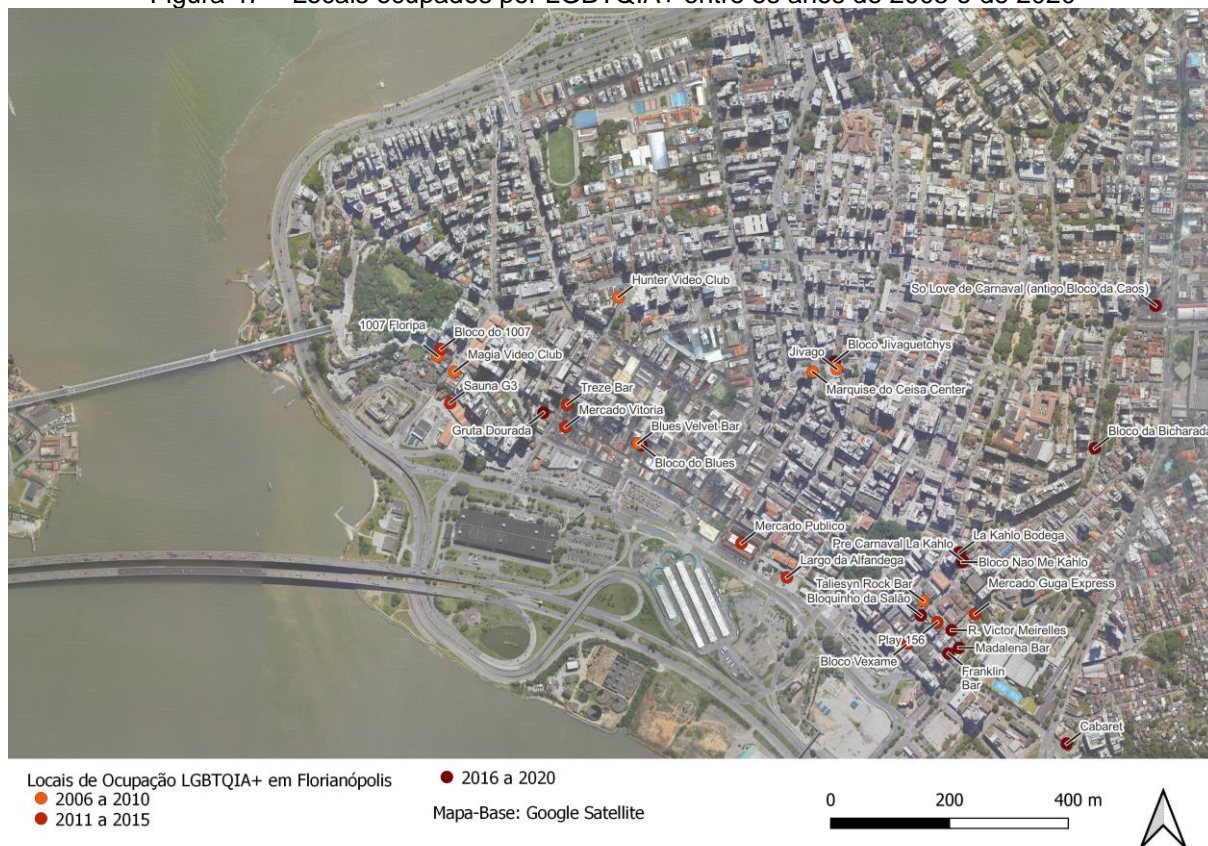 Figura 47 – Locais ocupados por LGBTQIA+ entre os anos de 2005 e de 2020
Hunter Video Club
So Love de Carnaval (antigo Bloco da Caos)
1007 Floripa
Bloco do 1007
Magia Video Club
Jivago
Bloco Jivaguetchys
Marquise do Ceisa Center
Sauna G3
Treze Bar
Mercado Vitoria
Gruta Dourada
Blues Velvet Bar
Bloco do Blues
Bloco da Bicharada
Mercado Publico
La Kahlo Bodega
Pre Carnaval La Kahlo
Bloco Nao Me Kahlo
Largo da Alfandega
Mercado Guga Express
Taliesyn Rock Bar
Bloquinho da Salão
R. Victor Meirelles
Play 156
Madalena Bar
Bloco Vexame
Franklin
Bar
Cabaret
Locais de Ocupação LGBTQIA+ em Florianópolis
2006 a 2010
2011 a 2015
2016 a 2020
Mapa-Base: Google Satellite
0 200 400 m